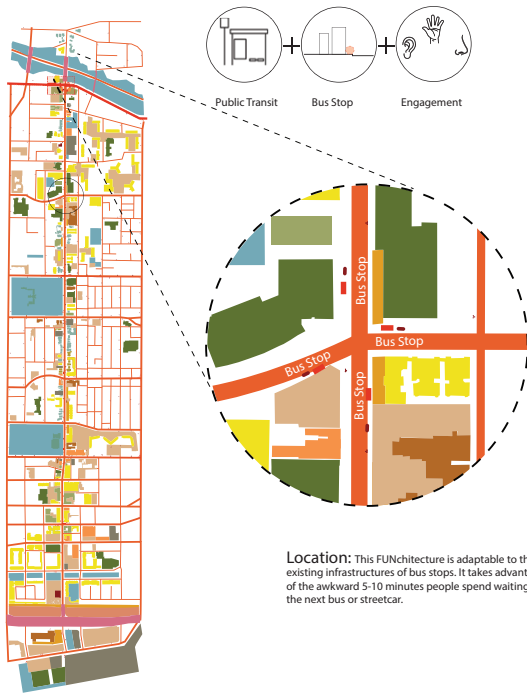 Public Transit
Bus Stop
Engagement
Bus Stop
Bus Stop
Bus Stop
Bus Stop
Location: This FUNchitecture is adaptable to th
existing infrastructures of bus stops. It takes advant
of the awkward 5-10 minutes people spend waiting
the next bus or streetcar.